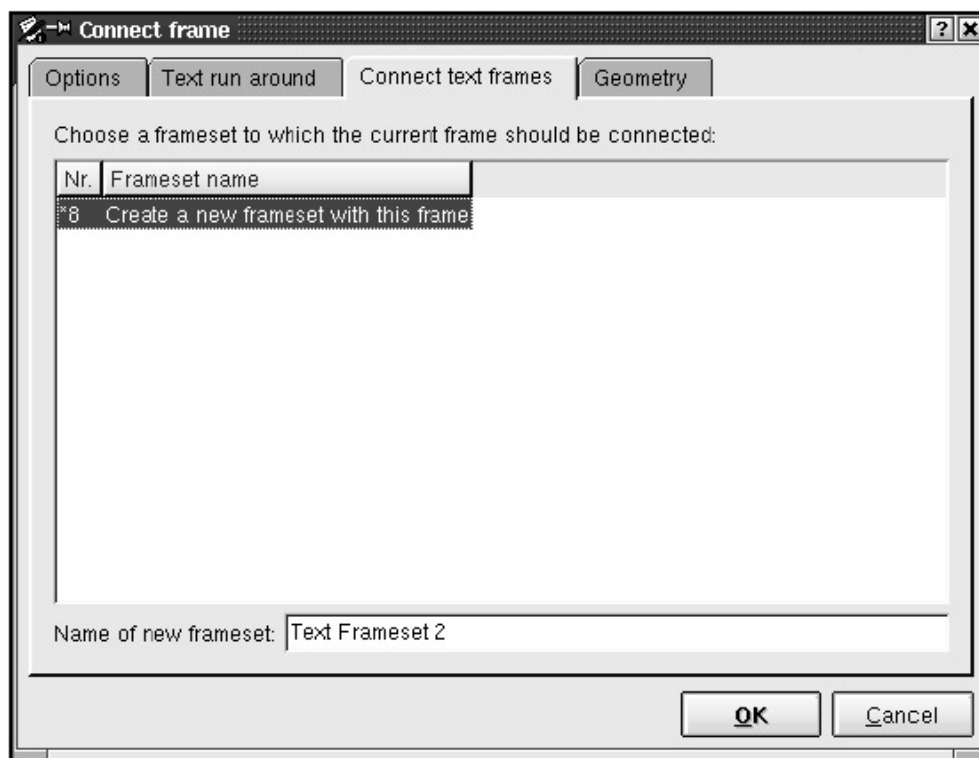 Connect frame
Options Text run around Connect text frames Geometry
Choose a frameset to which the current frame should be connected:
Nr. Frameset name
*8 Create a new frameset with this frame
Name of new frameset: Text Frameset 2
OK Cancel